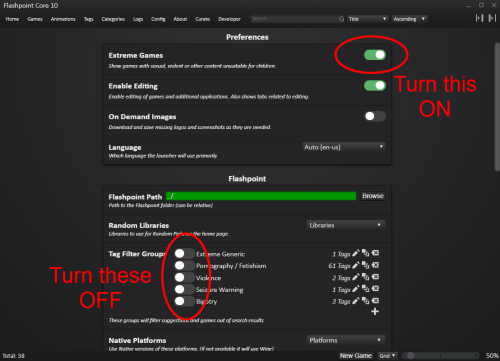 Flashpoint Core 10
Home Games Animations Tags Categories Logs Config About Curate Developer Search... Title Ascending
Preferences
Extreme Games
Show games with sexual, violent or other content unsuitable for children.
Turn this
ON
Enable Editing
Enable editing of games and additional applications. Also shows tabs related to editing.
On Demand Images
Download and save missing logos and screenshots as they are needed.
Language Auto (en-us)
Which language the launcher will use primarily.
Flashpoint
Flashpoint Path ./ Browse
Path to the Flashpoint folder (can be relative)
Random Libraries Libraries
Libraries to use for Random on the home page.
Tag Filter Groups Extreme Generic 1 Tags
Pornography / Fetishism 61 Tags
Violence 2 Tags
Seizure Warning 1 Tags
Bigotry 3 Tags
Turn these
OFF
These groups will filter suggestions and games out of search results
Native Platforms Platforms
Use Native versions of these platforms. (If not available it will use Wine)
Total: 38 New Game Grid 50%